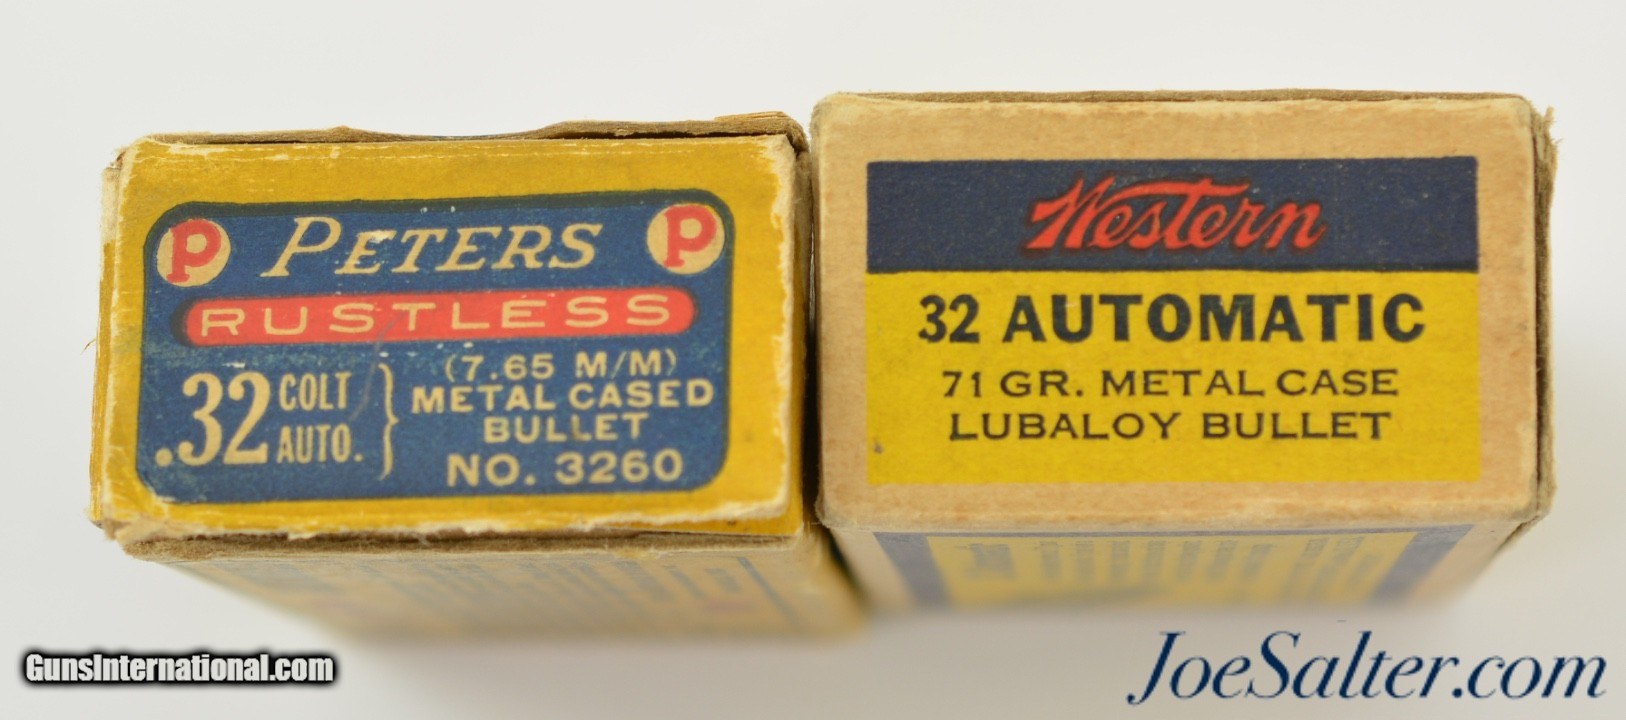 P PETERS P
RUSTLESS
.32 COLT AUTO. } (7.65 M/M)
METAL CASED
BULLET
NO. 3260
Western
32 AUTOMATIC
71 GR. METAL CASE
LUBALOY BULLET
GunsInternational.com
JoeSalter.com